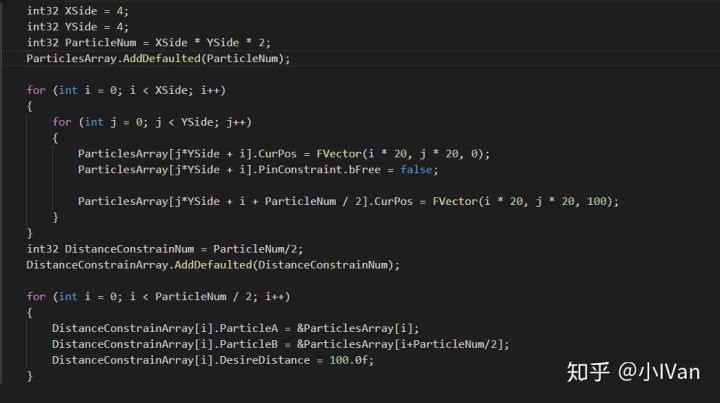 int32 XSide = 4;
int32 YSide = 4;
int32 ParticleNum = XSide * YSide * 2;
ParticlesArray.AddDefaulted(ParticleNum);
for (int i = 0; i < XSide; i++)
{
for (int j = 0; j < YSide; j++)
{
ParticlesArray[j*YSide + i].CurPos = FVector(i * 20, j * 20, 0);
ParticlesArray[j*YSide + i].PinConstraint.bFree = false;
ParticlesArray[j*YSide + i + ParticleNum / 2].CurPos = FVector(i * 20, j * 20, 100);
}
}
int32 DistanceConstrainNum = ParticleNum/2;
DistanceConstrainArray.AddDefaulted(DistanceConstrainNum);
for (int i = 0; i < ParticleNum / 2; i++)
{
DistanceConstrainArray[i].ParticleA = &ParticlesArray[i];
DistanceConstrainArray[i].ParticleB = &ParticlesArray[i+ParticleNum/2];
DistanceConstrainArray[i].DesireDistance = 100.0f;
}
知乎 @小IVan